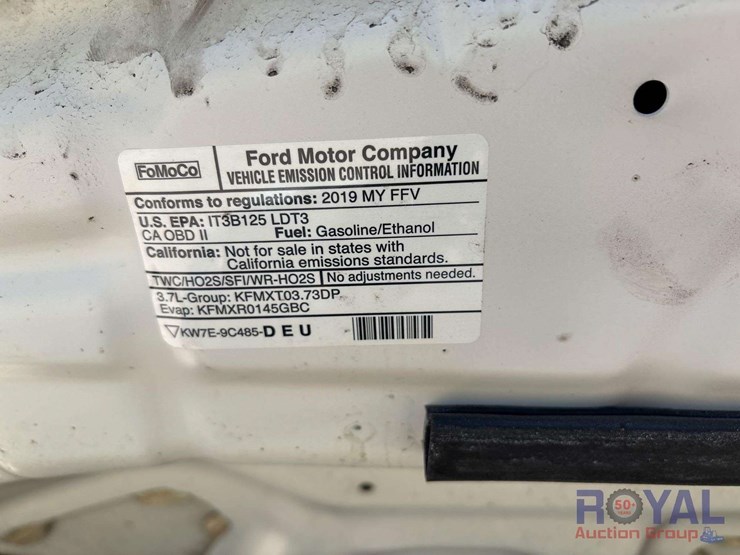 FoMoCo
Ford Motor Company
VEHICLE EMISSION CONTROL INFORMATION
Conforms to regulations: 2019 MY FFV
U.S. EPA: IT3B125 LDT3
CA OBD II
Fuel: Gasoline/Ethanol
California: Not for sale in states with
California emissions standards.
TWC/HO2S/SFI/WR-HO2S
No adjustments needed.
3.7L-Group: KFMXT03.73DP
Evap: KFMXR0145GBC
KW7E-9C485-D E U
ROYAL
50+
Auction Group